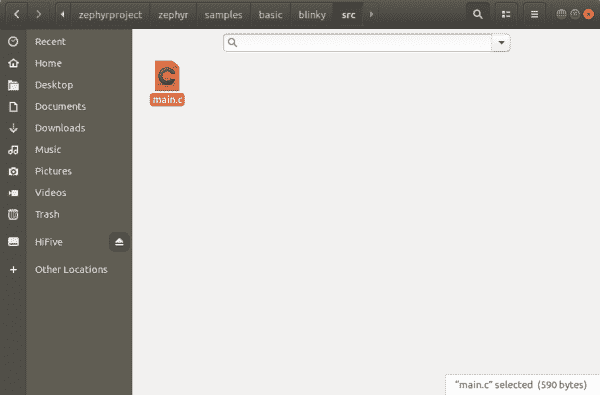 zephyrproject zephyr samples basic blinky src
Recent
Home
Desktop
Documents
Downloads
Music
Pictures
Videos
Trash
HiFive
Other Locations
C
main.c
“main.c” selected (590 bytes)